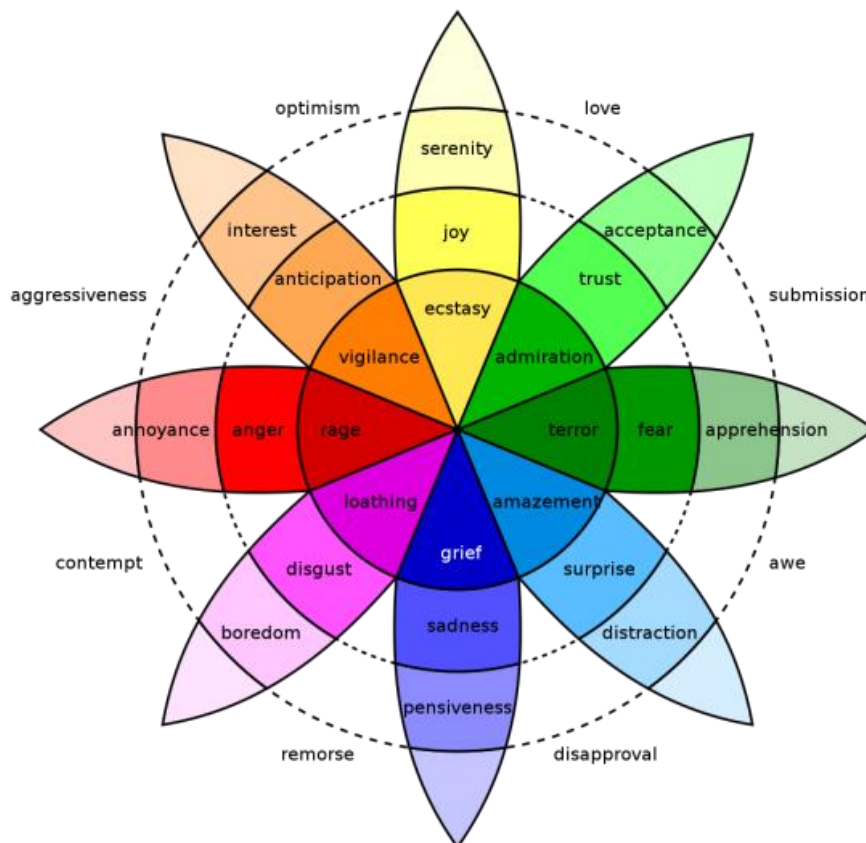 optimism
love
serenity
interest
acceptance
joy
anticipation
trust
aggressiveness
submission
ecstasy
vigilance
admiration
annoyance
anger
rage
terror
fear
apprehension
loathing
amazement
grief
contempt
disgust
surprise
awe
boredom
sadness
distraction
pensiveness
remorse
disapproval